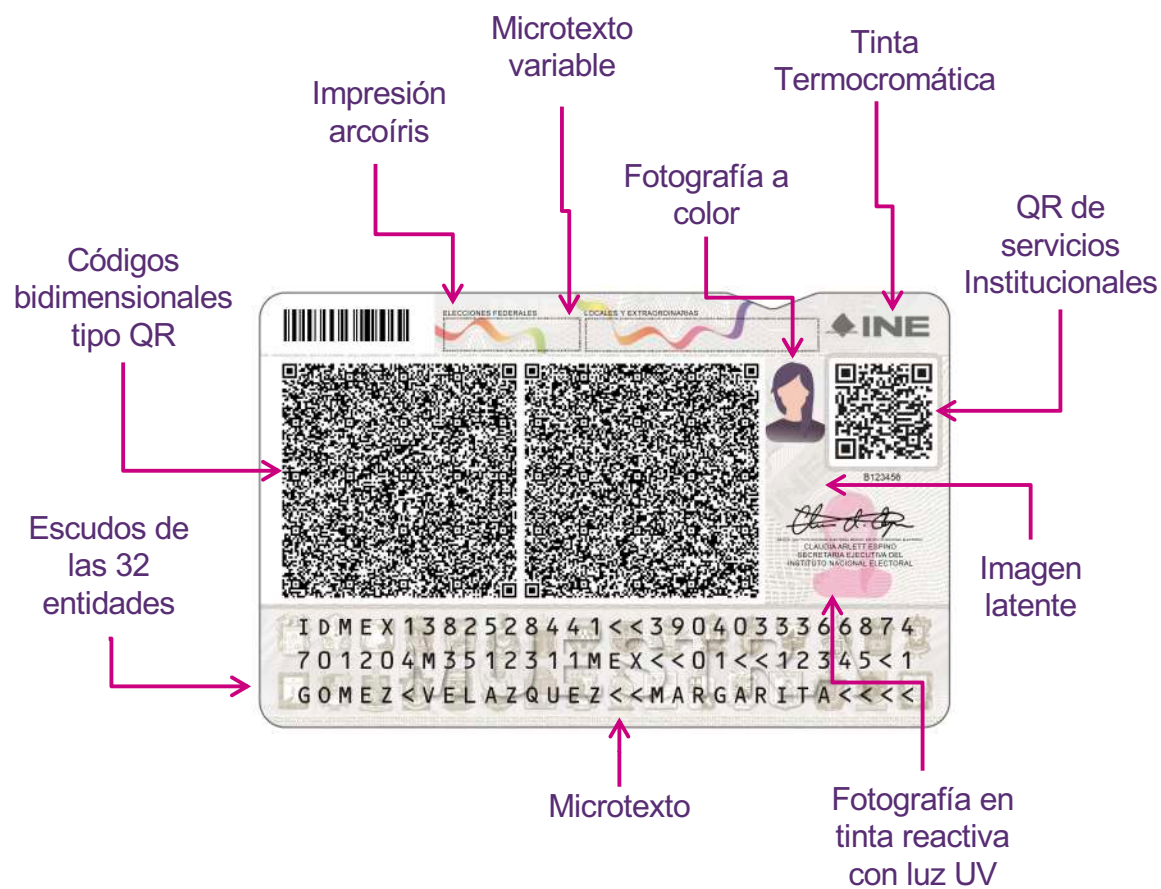 Microtexto
variable
Tinta
Termocromática
Impresión
arcoíris
Fotografía a
color
QR de
servicios
Institucionales
Códigos
bidimensionales
tipo QR
ELECCIONES FEDERALES
LOCALES Y EXTRAORDINARIAS
INE
B123456
CLAUDIA ARLETT ESPINO
SECRETARIA EJECUTIVA DEL
INSTITUTO NACIONAL ELECTORAL
Escudos de
las 32
entidades
Imagen
latente
IDMEX1382528441<<3904033366874
701204M3512311MEX<<01<<12345<1
GOMEZ<VELAZQUEZ<<MARGARITA<<<<
MUESTRA
Microtexto
Fotografía en
tinta reactiva
con luz UV